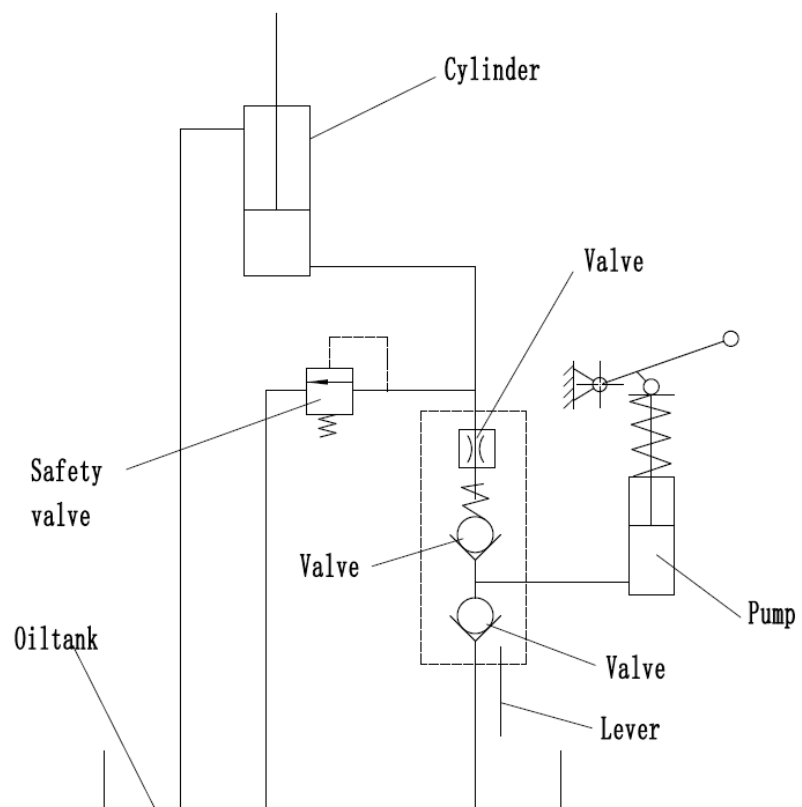 Cylinder
Valve
Safety
valve
Valve
Oiltank
Pump
Valve
Lever